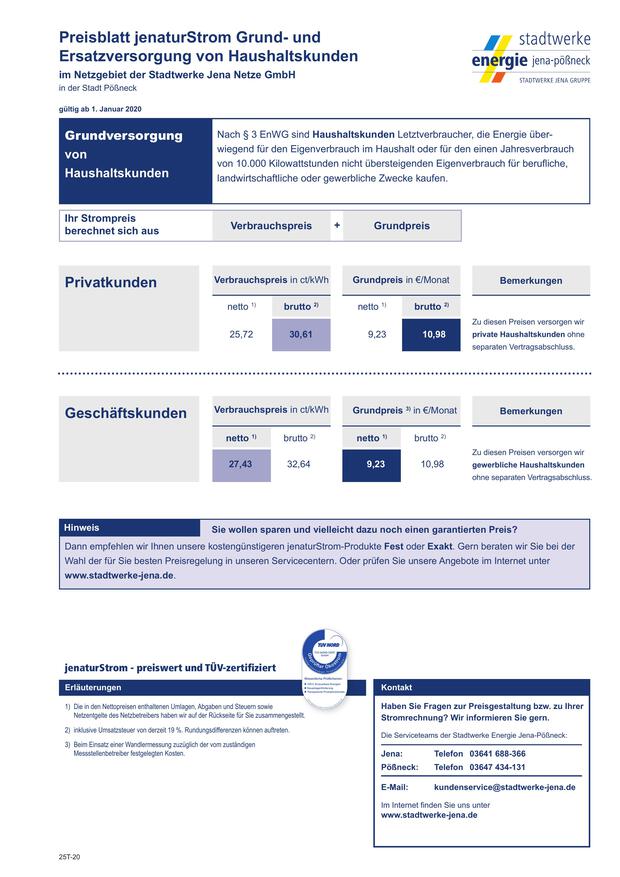 Preisblatt jenaturStrom Grund- und
Ersatzversorgung von Haushaltskunden
im Netzgebiet der Stadtwerke Jena Netze GmbH
in der Stadt Pößneck
stadtwerke
energie jena-pößneck
STADTWERKE JENA GRUPPE
gültig ab 1. Januar 2020
Grundversorgung
von
Haushaltskunden
Nach § 3 EnWG sind Haushaltskunden Letztverbraucher, die Energie über-
wiegend für den Eigenverbrauch im Haushalt oder für den einen Jahresverbrauch
von 10.000 Kilowattstunden nicht übersteigenden Eigenverbrauch für berufliche,
landwirtschaftliche oder gewerbliche Zwecke kaufen.
Ihr Strompreis
berechnet sich aus
Verbrauchspreis + Grundpreis
Privatkunden
Verbrauchspreis in ct/kWh
Grundpreis in €/Monat
Bemerkungen
netto 1) brutto 2) netto 1) brutto 2)
25,72 30,61 9,23 10,98
Zu diesen Preisen versorgen wir
private Haushaltskunden ohne
separaten Vertragsabschluss.
Geschäftskunden
Verbrauchspreis in ct/kWh
Grundpreis 3) in €/Monat
Bemerkungen
netto 1) brutto 2) netto 1) brutto 2)
27,43 32,64 9,23 10,98
Zu diesen Preisen versorgen wir
gewerbliche Haushaltskunden
ohne separaten Vertragsabschluss.
Hinweis
Sie wollen sparen und vielleicht dazu noch einen garantierten Preis?
Dann empfehlen wir Ihnen unsere kostengünstigeren jenaturStrom-Produkte Fest oder Exakt. Gern beraten wir Sie bei der
Wahl der für Sie besten Preisregelung in unseren Servicecentern. Oder prüfen Sie unsere Angebote im Internet unter
www.stadtwerke-jena.de.
jenaturStrom - preiswert und TÜV-zertifiziert
TÜV NORD
Geprüfter Ökostrom
Erläuterungen
1) Die in den Nettopreisen enthaltenen Umlagen, Abgaben und Steuern sowie
Netzentgelte des Netzbetreibers haben wir auf der Rückseite für Sie zusammengestellt.
2) inklusive Umsatzsteuer von derzeit 19 %. Rundungsdifferenzen können auftreten.
3) Beim Einsatz einer Wandlermessung zuzüglich der vom zuständigen
Messstellenbetreiber festgelegten Kosten.
Kontakt
Haben Sie Fragen zur Preisgestaltung bzw. zu Ihrer
Stromrechnung? Wir informieren Sie gern.
Die Serviceteams der Stadtwerke Energie Jena-Pößneck:
Jena: Telefon 03641 688-366
Pößneck: Telefon 03647 434-131
E-Mail: kundenservice@stadtwerke-jena.de
Im Internet finden Sie uns unter
www.stadtwerke-jena.de
25T-20